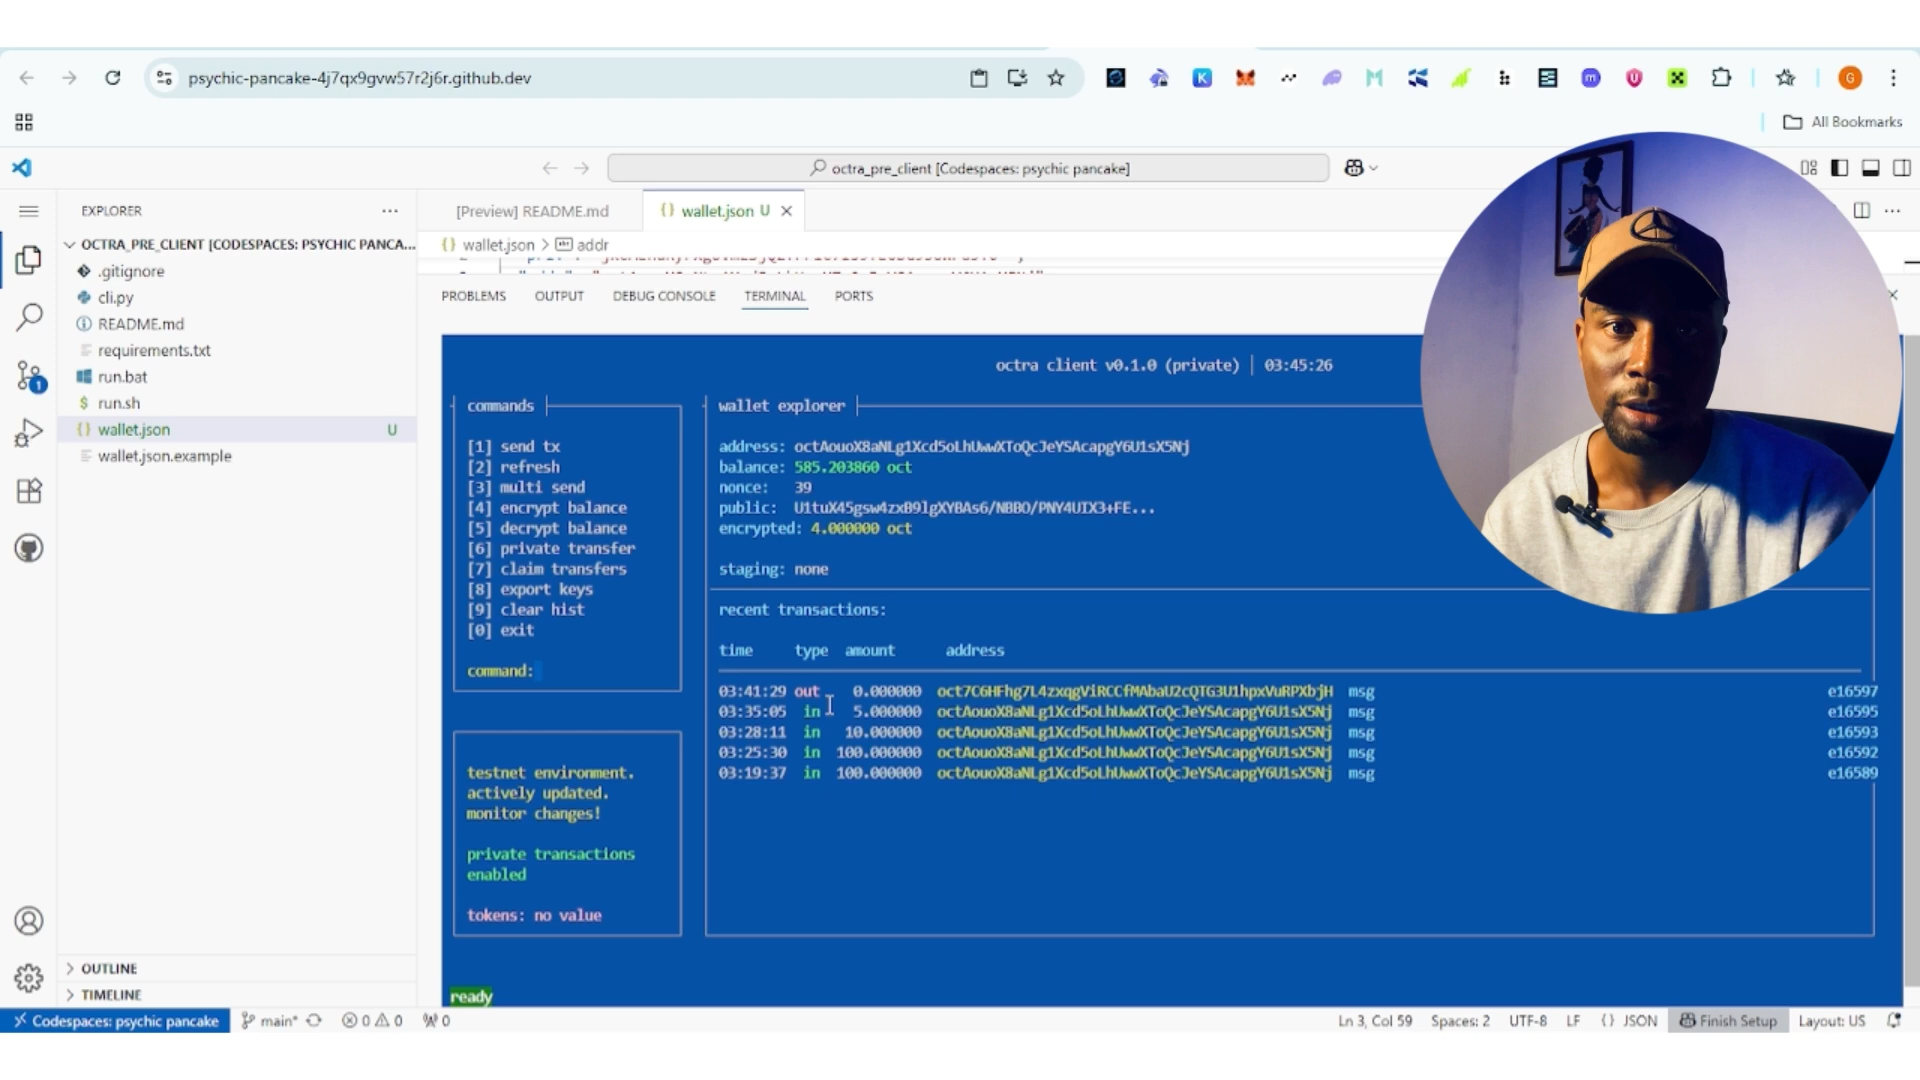 psychic-pancake-4j7qx9gvw57r2j6r.github.dev
G
All Bookmarks
octra_pre_client [Codespaces: psychic pancake]
EXPLORER
[Preview] README.md
{} wallet.json U
OCTRA_PRE_CLIENT [CODESPACES: PSYCHIC PANCA...
{} wallet.json > addr
.gitignore
cli.py
README.md
requirements.txt
run.bat
$ run.sh
{} wallet.json U
wallet.json.example
1
PROBLEMS
OUTPUT
DEBUG CONSOLE
TERMINAL
PORTS
octra client v0.1.0 (private) | 03:45:26
commands
[1] send tx
[2] refresh
[3] multi send
[4] encrypt balance
[5] decrypt balance
[6] private transfer
[7] claim transfers
[8] export keys
[9] clear hist
[0] exit
command:
wallet explorer
address: octAouoX8aNLg1Xcd5oLhUwwXToQcJeYSAcapgY6U1sX5Nj
balance: 585.203860 oct
nonce: 39
public: U1tuX45gsw4zxB9lgXYBAs6/NBBO/PNY4UIX3+FE...
encrypted: 4.000000 oct
staging: none
recent transactions:
time type amount address
03:41:29 out 0.000000 oct7C6HFhg7L4zxqgViRCCfMAbaU2cQTG3U1hpxVuRPXbjH msg e16597
03:35:05 in 5.000000 octAouoX8aNLg1Xcd5oLhUwwXToQcJeYSAcapgY6U1sX5Nj msg e16595
03:28:11 in 10.000000 octAouoX8aNLg1Xcd5oLhUwwXToQcJeYSAcapgY6U1sX5Nj msg e16593
03:25:30 in 100.000000 octAouoX8aNLg1Xcd5oLhUwwXToQcJeYSAcapgY6U1sX5Nj msg e16592
03:19:37 in 100.000000 octAouoX8aNLg1Xcd5oLhUwwXToQcJeYSAcapgY6U1sX5Nj msg e16589
testnet environment.
actively updated.
monitor changes!
private transactions
enabled
tokens: no value
ready
OUTLINE
TIMELINE
Codespaces: psychic pancake
main*
0
0
0
Ln 3, Col 59
Spaces: 2
UTF-8
LF
{} JSON
Finish Setup
Layout: US